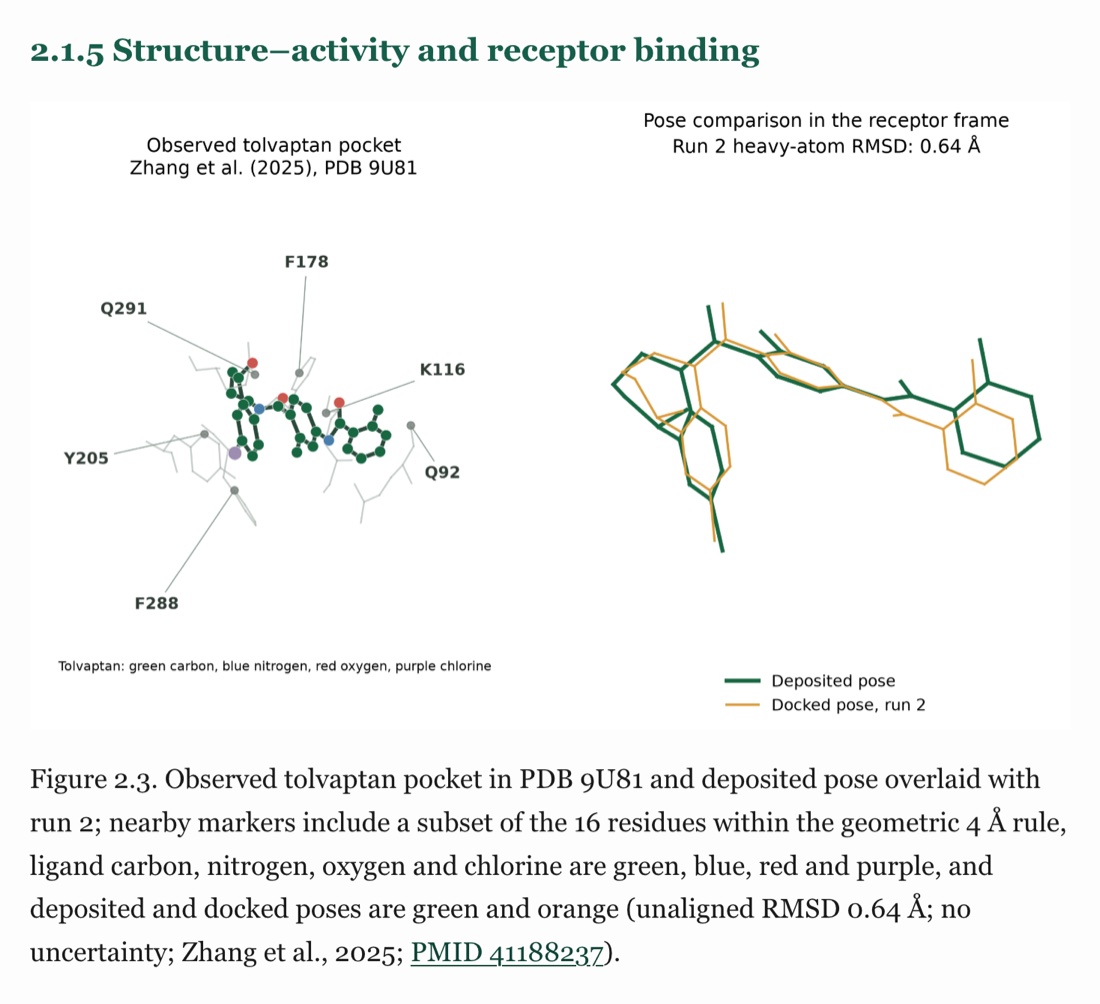 2.1.5 Structure–activity and receptor binding
Observed tolvaptan pocket
Zhang et al. (2025), PDB 9U81
F178
Q291
K116
Y205
Q92
F288
Tolvaptan: green carbon, blue nitrogen, red oxygen, purple chlorine
Pose comparison in the receptor frame
Run 2 heavy-atom RMSD: 0.64 Å
Deposited pose
Docked pose, run 2
Figure 2.3. Observed tolvaptan pocket in PDB 9U81 and deposited pose overlaid with
run 2; nearby markers include a subset of the 16 residues within the geometric 4 Å rule,
ligand carbon, nitrogen, oxygen and chlorine are green, blue, red and purple, and
deposited and docked poses are green and orange (unaligned RMSD 0.64 Å; no
uncertainty; Zhang et al., 2025; PMID 41188237).